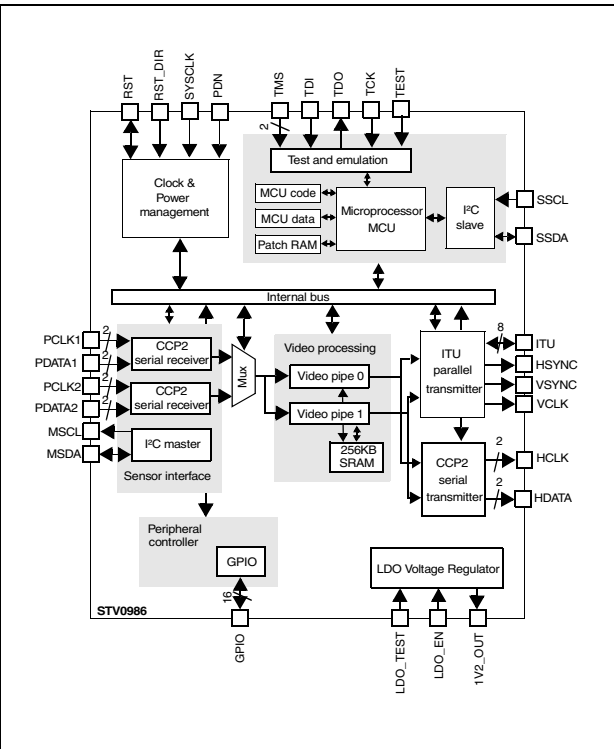 RST
RST_DIR
SYSCLK
PDN
TMS
TDI
TDO
TCK
TEST
2
Test and emulation
Clock &
Power
management
MCU code
MCU data
Patch RAM
Microprocessor
MCU
I²C
slave
SSCL
SSDA
Internal bus
PCLK1
2
PDATA1
2
PCLK2
2
PDATA2
2
MSCL
MSDA
CCP2
serial receiver
CCP2
serial receiver
I²C master
Sensor interface
Mux
Video processing
Video pipe 0
Video pipe 1
256KB
SRAM
ITU
parallel
transmitter
CCP2
serial
transmitter
8
ITU
HSYNC
VSYNC
VCLK
2
HCLK
2
HDATA
Peripheral
controller
GPIO
16
LDO Voltage Regulator
STV0986
GPIO
LDO_TEST
LDO_EN
1V2_OUT